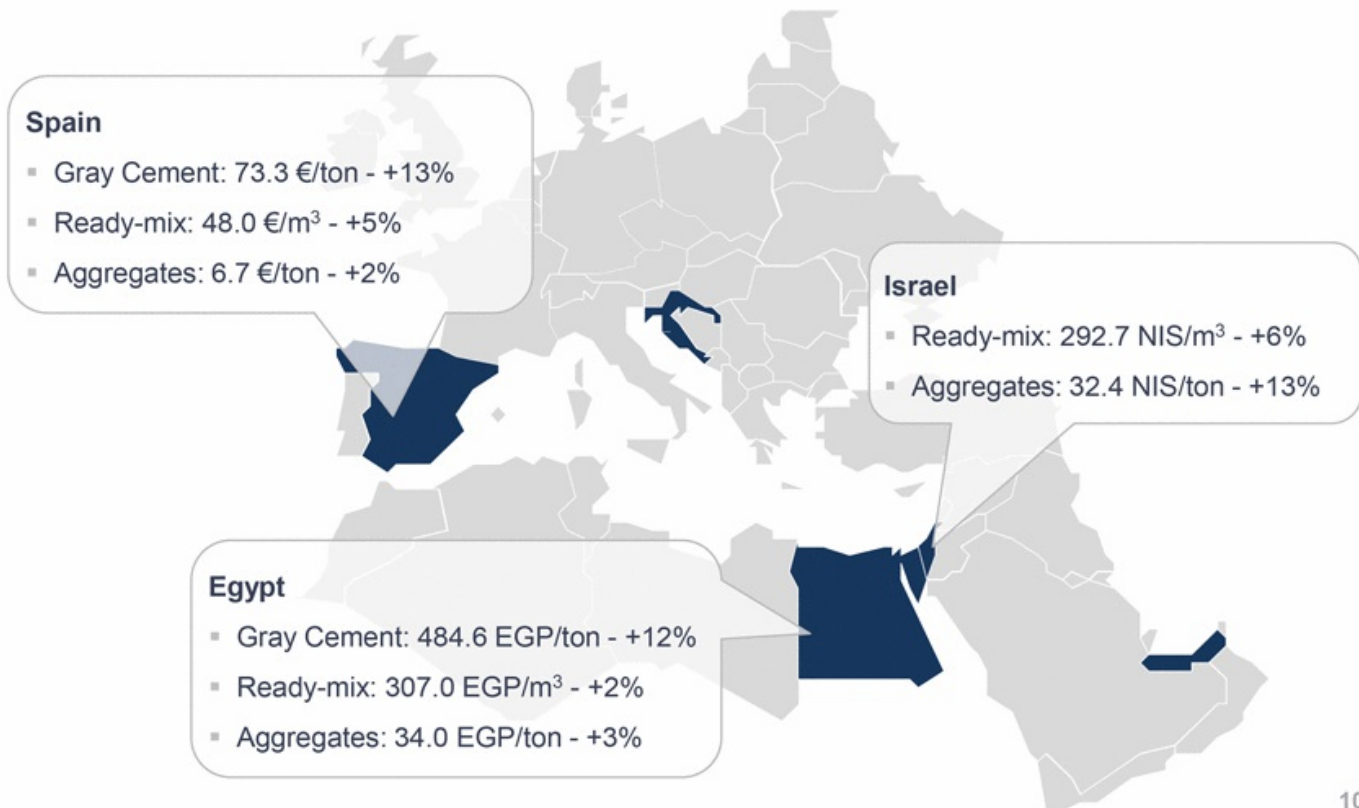 Spain
▪ Gray Cement: 73.3 €/ton - +13%
▪ Ready-mix: 48.0 €/m³ - +5%
▪ Aggregates: 6.7 €/ton - +2%
Israel
▪ Ready-mix: 292.7 NIS/m³ - +6%
▪ Aggregates: 32.4 NIS/ton - +13%
Egypt
▪ Gray Cement: 484.6 EGP/ton - +12%
▪ Ready-mix: 307.0 EGP/m³ - +2%
▪ Aggregates: 34.0 EGP/ton - +3%